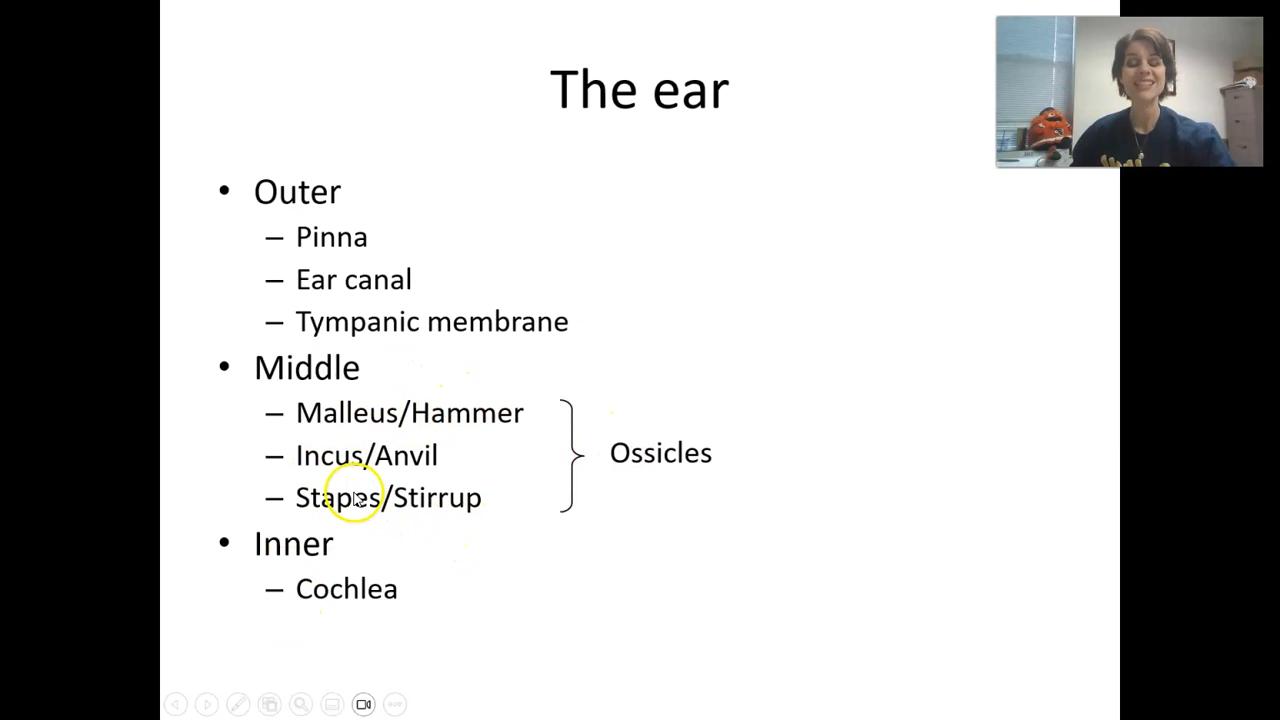 The ear
• Outer
– Pinna
– Ear canal
– Tympanic membrane
• Middle
– Malleus/Hammer
– Incus/Anvil
– Stapes/Stirrup
Ossicles
• Inner
– Cochlea